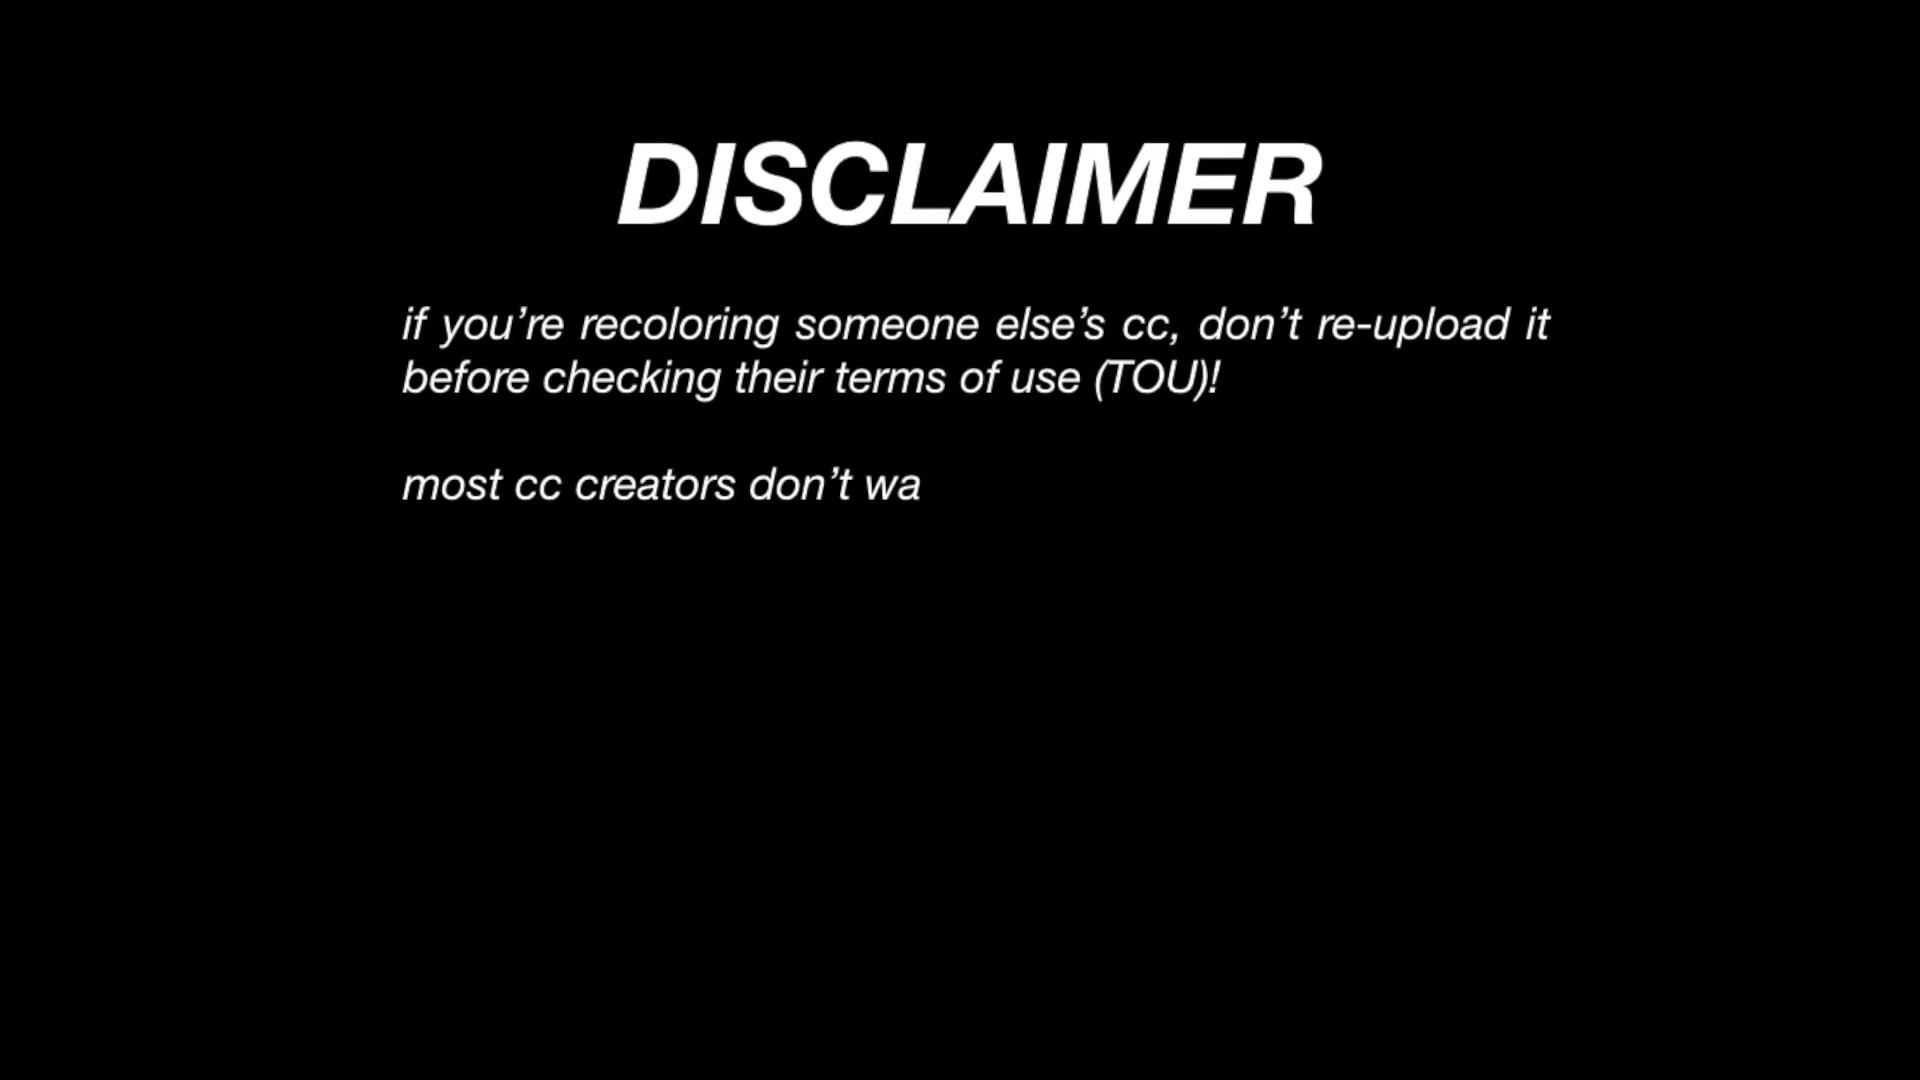 DISCLAIMER
if you’re recoloring someone else’s cc, don’t re-upload it
before checking their terms of use (TOU)!
most cc creators don’t wa